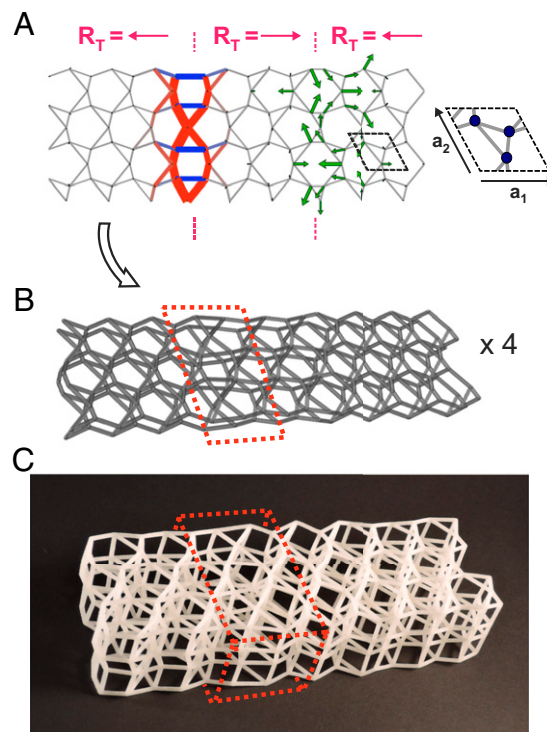 A
R_T = ← R_T = → R_T = ←
a_2
a_1
B
x 4
C